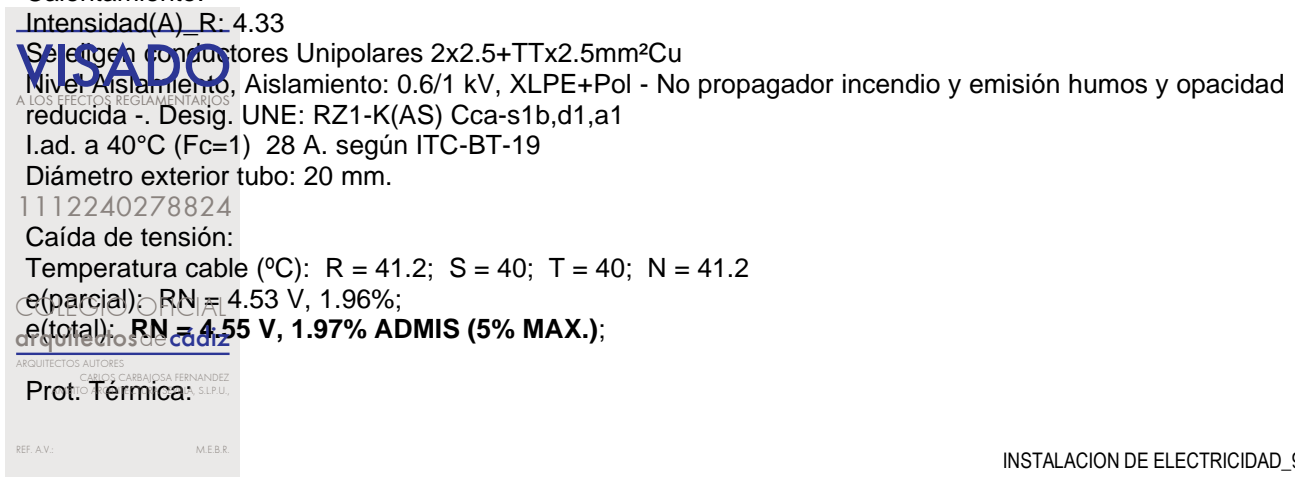 Calentamiento:
Intensidad(A)_R: 4.33
Se eligen conductores Unipolares 2x2.5+TTx2.5mm²Cu
VISADO
Nivel Aislamiento, Aislamiento: 0.6/1 kV, XLPE+Pol - No propagador incendio y emisión humos y opacidad
A LOS EFECTOS REGLAMENTARIOS
reducida -. Desig. UNE: RZ1-K(AS) Cca-s1b,d1,a1
I.ad. a 40°C (Fc=1) 28 A. según ITC-BT-19
Diámetro exterior tubo: 20 mm.
1112240278824
Caída de tensión:
Temperatura cable (ºC): R = 41.2; S = 40; T = 40; N = 41.2
e(parcial): RN = 4.53 V, 1.96%;
COLEGIO OFICIAL
e(total): RN = 4.55 V, 1.97% ADMIS (5% MAX.);
arquitectos de cádiz
ARQUITECTOS AUTORES
CARLOS CARBAJOSA FERNANDEZ
Prot. Térmica:
S.L.P.U.,
REF. A.V.: M.E.B.R.
INSTALACION DE ELECTRICIDAD_9